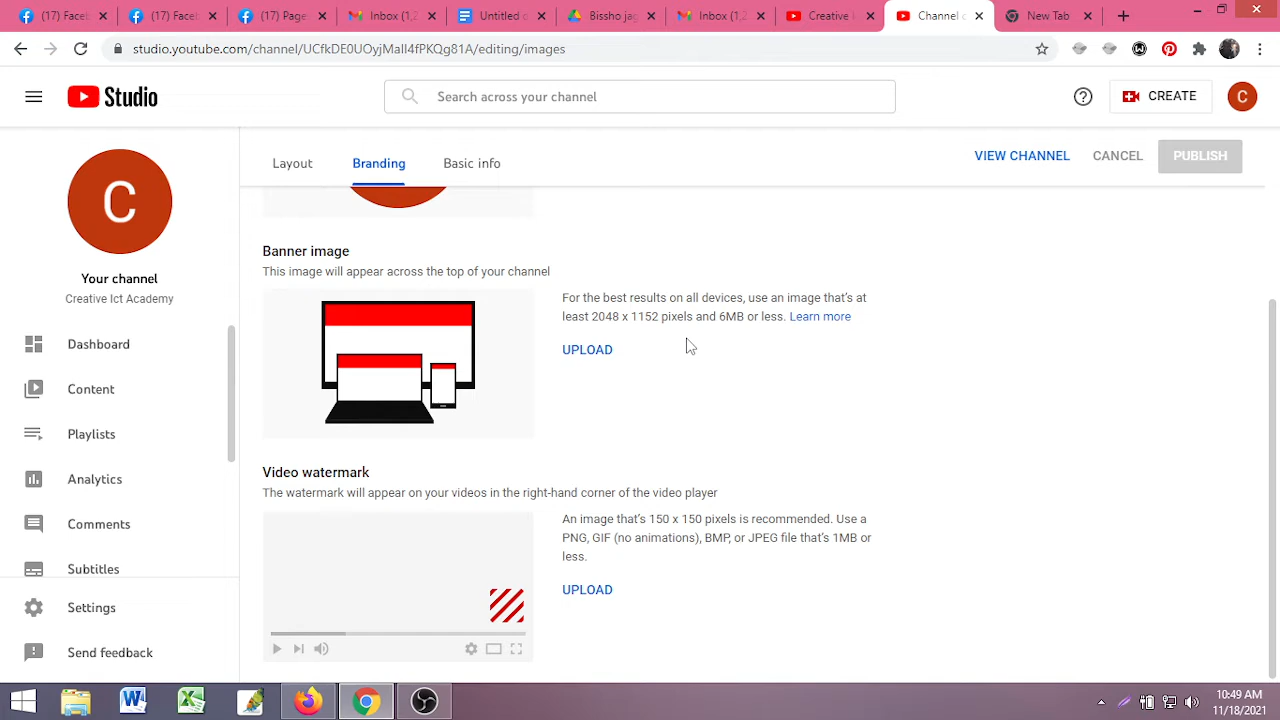 (17) Facel
(17) Facel
(17) Page
Inbox (1,2
Untitled d
Bissho jag
Inbox (1,2
Creative k
Channel c
New Tab
studio.youtube.com/channel/UCfkDE0UOyjMaIl4fPKQg81A/editing/images
Studio
Search across your channel
CREATE
C
C
Your channel
Creative Ict Academy
Dashboard
Content
Playlists
Analytics
Comments
Subtitles
Settings
Send feedback
Layout
Branding
Basic info
VIEW CHANNEL
CANCEL
PUBLISH
Banner image
This image will appear across the top of your channel
For the best results on all devices, use an image that's at
least 2048 x 1152 pixels and 6MB or less. Learn more
UPLOAD
Video watermark
The watermark will appear on your videos in the right-hand corner of the video player
An image that's 150 x 150 pixels is recommended. Use a
PNG, GIF (no animations), BMP, or JPEG file that's 1MB or
less.
UPLOAD
10:49 AM
11/18/2021